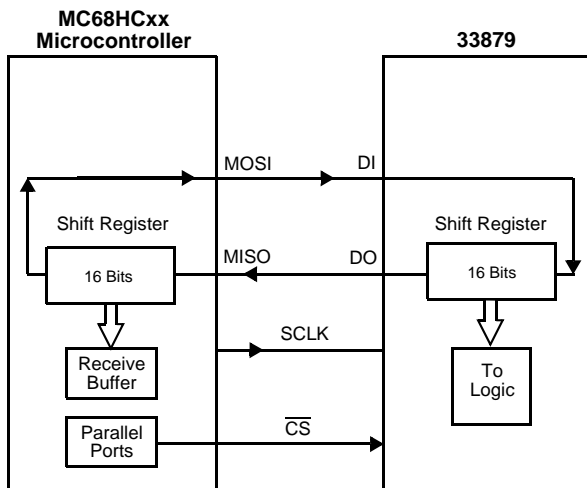 MC68HCxx
Microcontroller
33879
MOSI
DI
Shift Register
Shift Register
MISO
DO
16 Bits
16 Bits
SCLK
Receive
Buffer
To
Logic
Parallel
Ports
CS